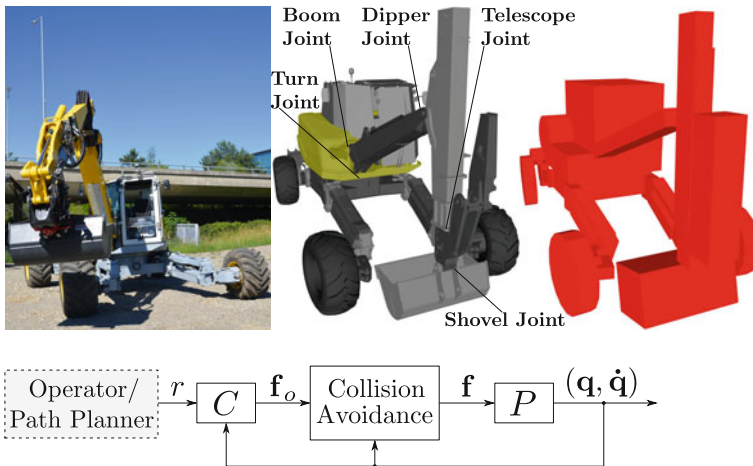 Boom Joint
Dipper Joint
Telescope Joint
Turn Joint
Shovel Joint
Operator/
Path Planner
r
C
f_o
Collision
Avoidance
f
P
(q, q̇)